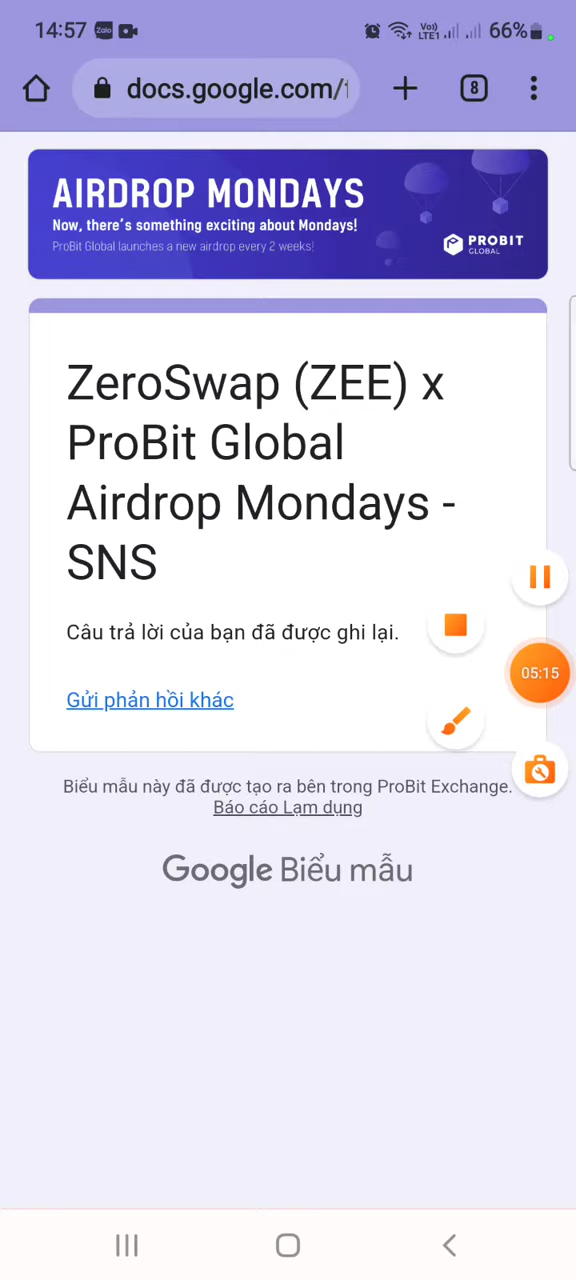 14:57 Zalo Vo) LTE1 66%
docs.google.com/ 8
AIRDROP MONDAYS
Now, there's something exciting about Mondays!
ProBit Global launches a new airdrop every 2 weeks!
PROBIT
GLOBAL
ZeroSwap (ZEE) x
ProBit Global
Airdrop Mondays -
SNS
Câu trả lời của bạn đã được ghi lại.
Gửi phản hồi khác
05:15
Biểu mẫu này đã được tạo ra bên trong ProBit Exchange.
Báo cáo Lạm dụng
Google Biểu mẫu